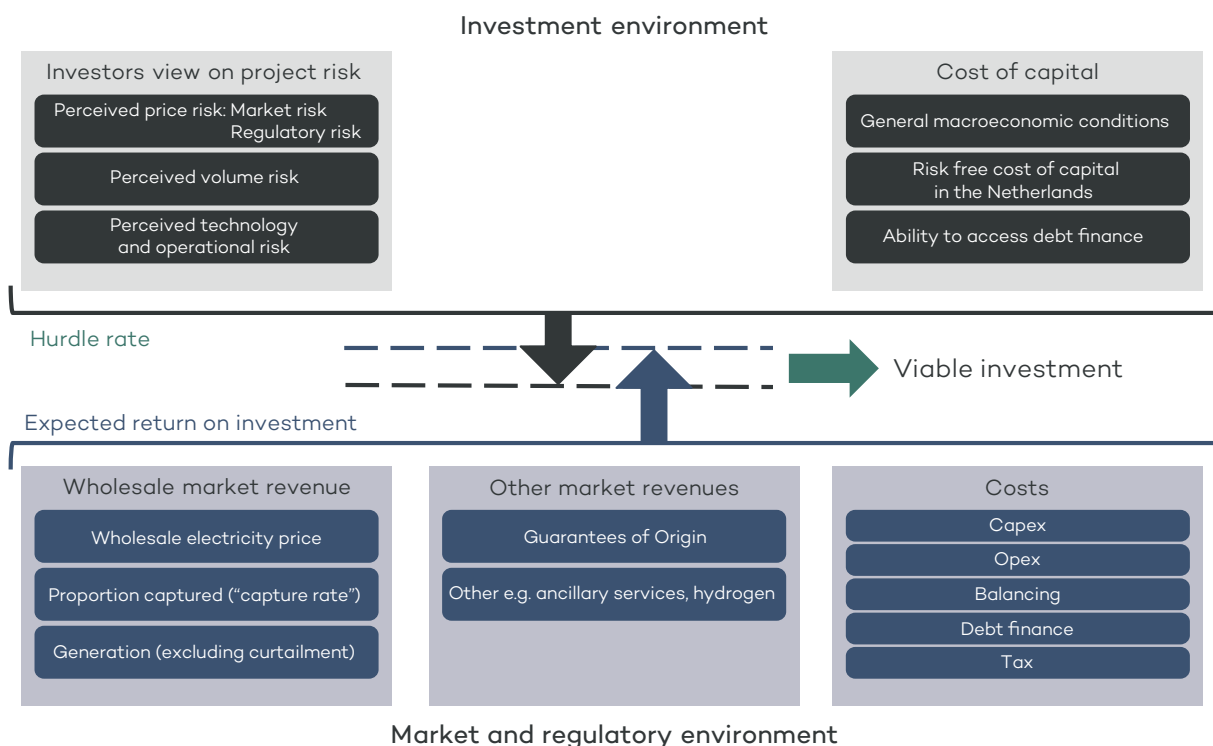 Investment environment
Investors view on project risk
Perceived price risk: Market risk
Regulatory risk
Perceived volume risk
Perceived technology
and operational risk
Cost of capital
General macroeconomic conditions
Risk free cost of capital
in the Netherlands
Ability to access debt finance
Hurdle rate
Viable investment
Expected return on investment
Wholesale market revenue
Wholesale electricity price
Proportion captured (“capture rate”)
Generation (excluding curtailment)
Other market revenues
Guarantees of Origin
Other e.g. ancillary services, hydrogen
Costs
Capex
Opex
Balancing
Debt finance
Tax
Market and regulatory environment